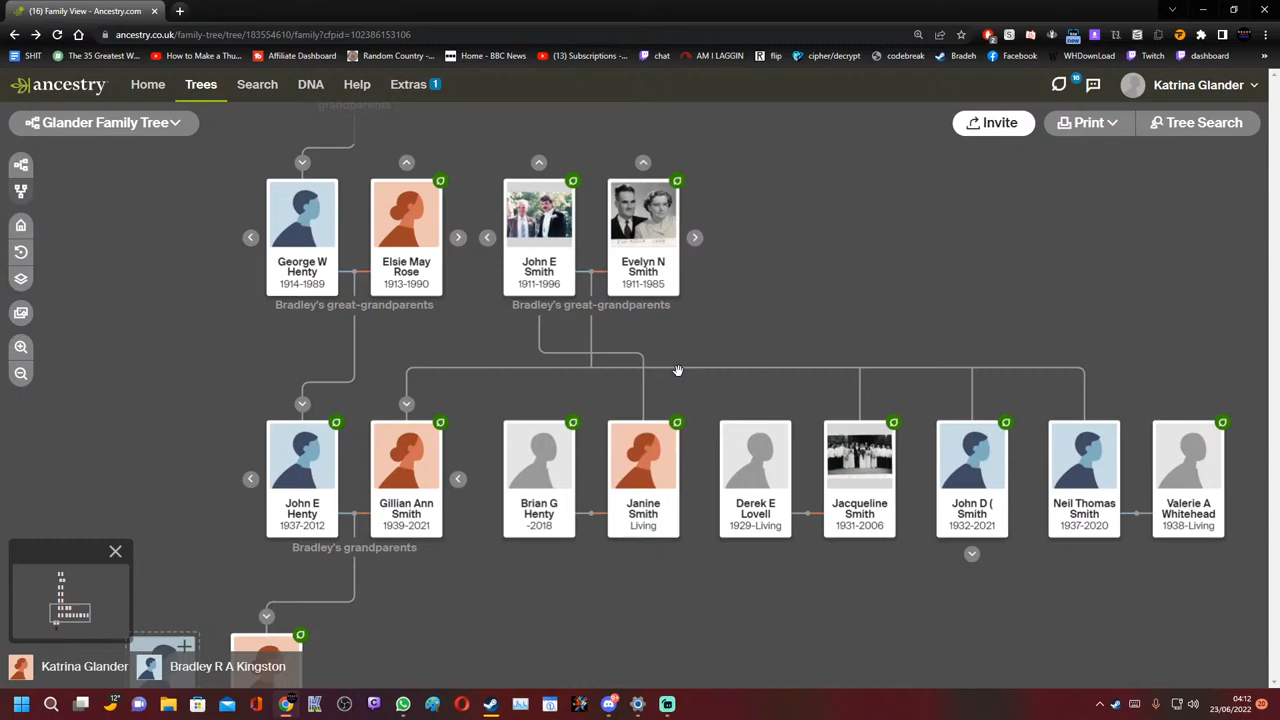 (16) Family View - Ancestry.com
ancestry.co.uk/family-tree/tree/183554610/family?cfpid=102386153106
SHIT
The 35 Greatest W...
How to Make a Thu...
Affiliate Dashboard
Kingdom Country -...
Home - BBC News
(13) Subscriptions -...
chat
AM I LAGGIN
flip
cipher/decrypt
codebreak
Bradeh
Facebook
WHDownLoad
Twitch
dashboard
ancestry
Home
Trees
Search
DNA
Help
Extras 1
16
Katrina Glander
grandparents
Glander Family Tree
Invite
Print
Tree Search
George W
Henty
1914-1989
Elsie May
Rose
1913-1990
John E
Smith
1911-1996
Evelyn N
Smith
1911-1985
Bradley's great-grandparents
Bradley's great-grandparents
John E
Henty
1937-2012
Gillian Ann
Smith
1939-2021
Brian G
Henty
-2018
Janine
Smith
Living
Derek E
Lovell
1929-Living
Jacqueline
Smith
1931-2006
John D (
Smith
1932-2021
Neil Thomas
Smith
1937-2020
Valerie A
Whitehead
1938-Living
Bradley's grandparents
Katrina Glander
Bradley R A Kingston
12°
04:12
23/06/2022